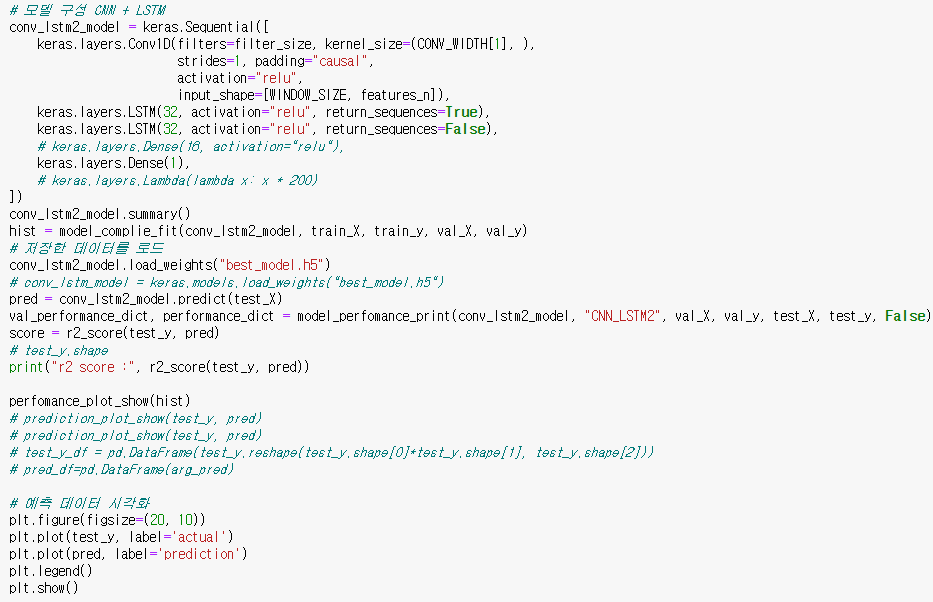 # 모델 구성 CNN + LSTM
conv_lstm2_model = keras.Sequential([
    keras.layers.Conv1D(filters=filter_size, kernel_size=(CONV_WIDTH[1], ),
                        strides=1, padding="causal",
                        activation="relu",
                        input_shape=[WINDOW_SIZE, features_n]),
    keras.layers.LSTM(32, activation="relu", return_sequences=True),
    keras.layers.LSTM(32, activation="relu", return_sequences=False),
    # keras.layers.Dense(16, activation="relu"),
    keras.layers.Dense(1),
    # keras.layers.Lambda(lambda x: x * 200)
])
conv_lstm2_model.summary()
hist = model_complie_fit(conv_lstm2_model, train_X, train_y, val_X, val_y)
# 저장한 데이터를 로드
conv_lstm2_model.load_weights("best_model.h5")
# conv_lstm_model = keras.models.load_weights("best_model.h5")
pred = conv_lstm2_model.predict(test_X)
val_performance_dict, performance_dict = model_perfomance_print(conv_lstm2_model, "CNN_LSTM2", val_X, val_y, test_X, test_y, False)
score = r2_score(test_y, pred)
# test_y.shape
print("r2 score :", r2_score(test_y, pred))

perfomance_plot_show(hist)
# prediction_plot_show(test_y, pred)
# prediction_plot_show(test_y, pred)
# test_y_df = pd.DataFrame(test_y.reshape(test_y.shape[0]*test_y.shape[1], test_y.shape[2]))
# pred_df=pd.DataFrame(arg_pred)

# 예측 데이터 시각화
plt.figure(figsize=(20, 10))
plt.plot(test_y, label='actual')
plt.plot(pred, label='prediction')
plt.legend()
plt.show()